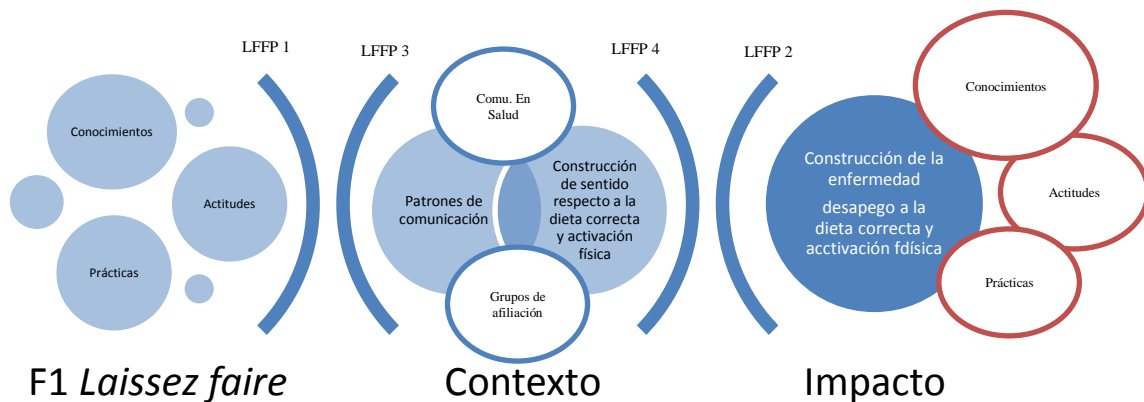 LFFP 1
LFFP 3
LFFP 4
LFFP 2
Conocimientos
Actitudes
Prácticas
Comu. En
Salud
Patrones de
comunicación
Construcción
de sentido
respecto a la
dieta correcta
y activación
física
Grupos de
afiliación
Construcción de la
enfermedad
desapego a la
dieta correcta y
acctivación fdísica
Conocimientos
Actitudes
Prácticas
F1 Laissez faire
Contexto
Impacto